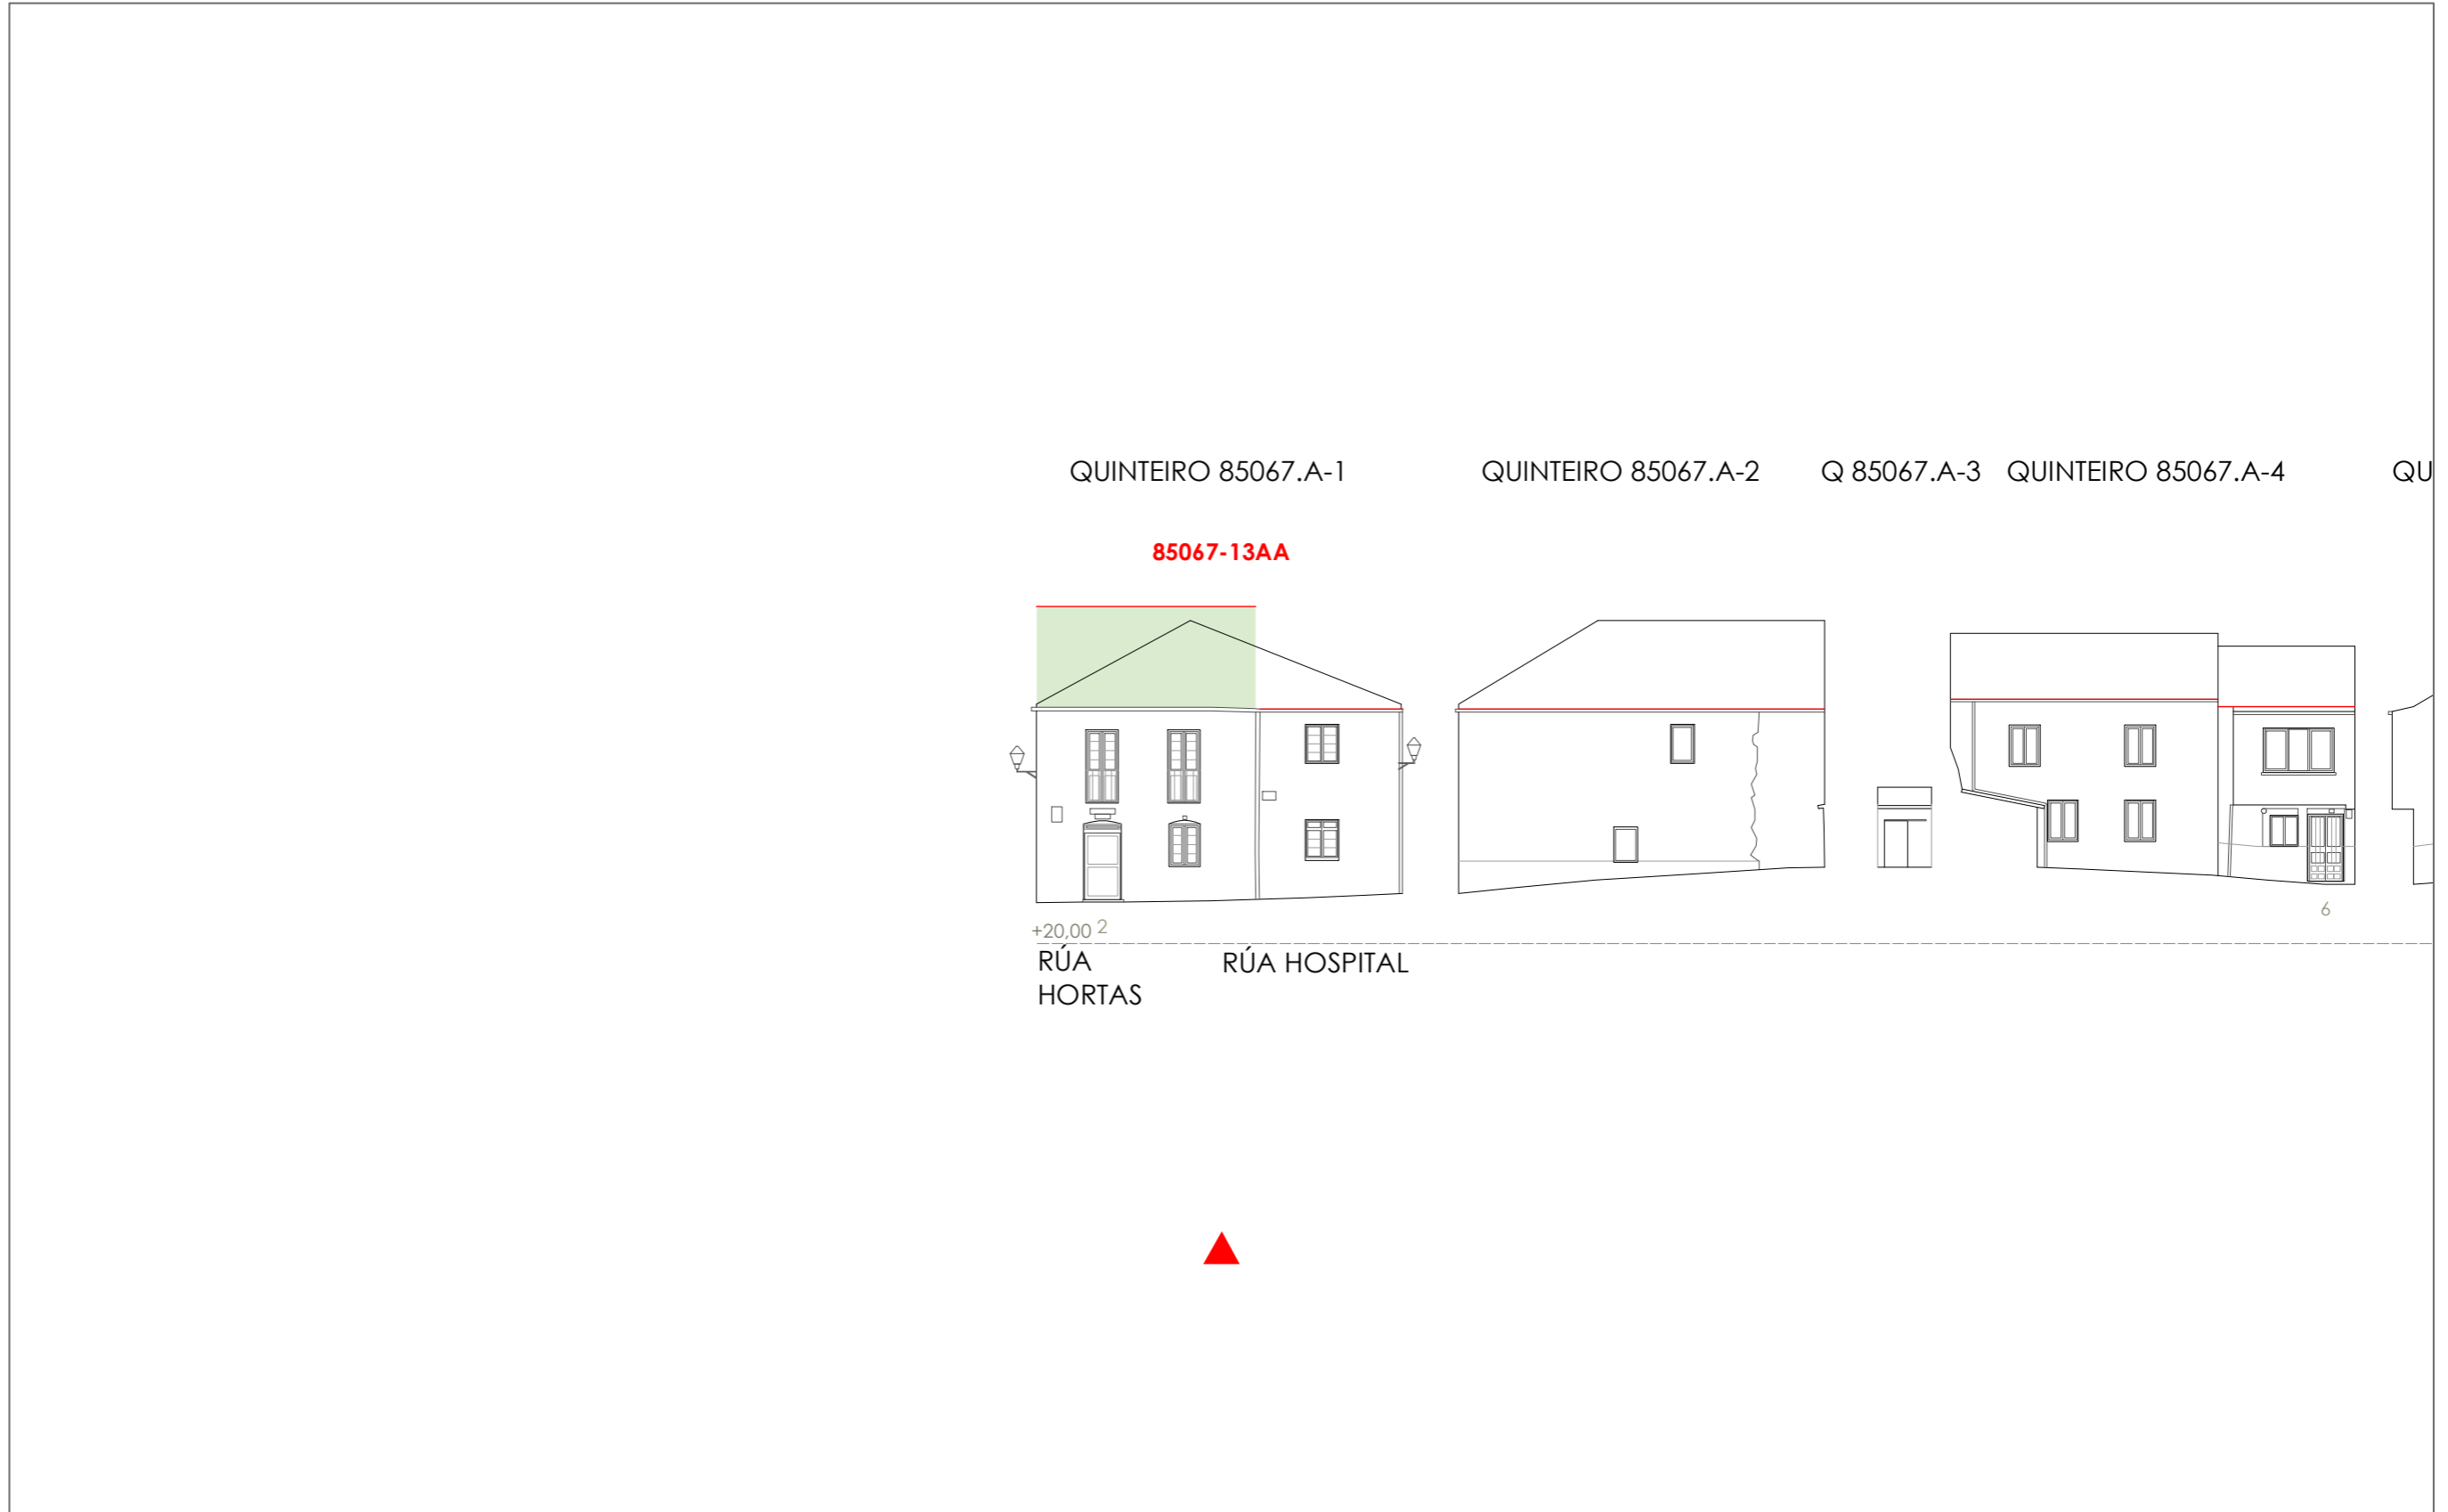 QUINTEIRO 85067.A-1 QUINTEIRO 85067.A-2 Q 85067.A-3 QUINTEIRO 85067.A-4 QU
85067-13AA
6
+20,00 2
RÚA HOSPITAL
RÚA
HORTAS